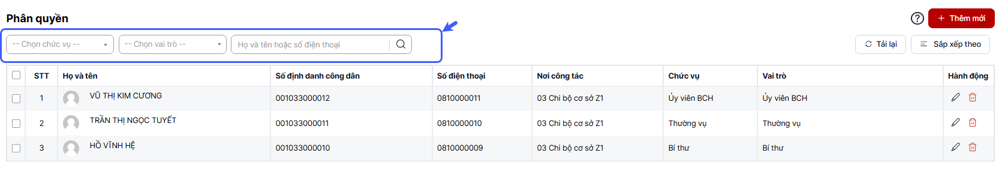 Phân quyền
? + Thêm mới
-- Chọn chức vụ -- -- Chọn vai trò -- Họ và tên hoặc số điện thoại Tải lại Sắp xếp theo
STT Họ và tên Số định danh công dân Số điện thoại Nơi công tác Chức vụ Vai trò Hành động
1 VŨ THỊ KIM CƯƠNG 001033000012 0810000011 03 Chi bộ cơ sở Z1 Ủy viên BCH Ủy viên BCH
2 TRẦN THỊ NGỌC TUYẾT 001033000011 0810000010 03 Chi bộ cơ sở Z1 Thường vụ Thường vụ
3 HỒ VĨNH HỆ 001033000010 0810000009 03 Chi bộ cơ sở Z1 Bí thư Bí thư